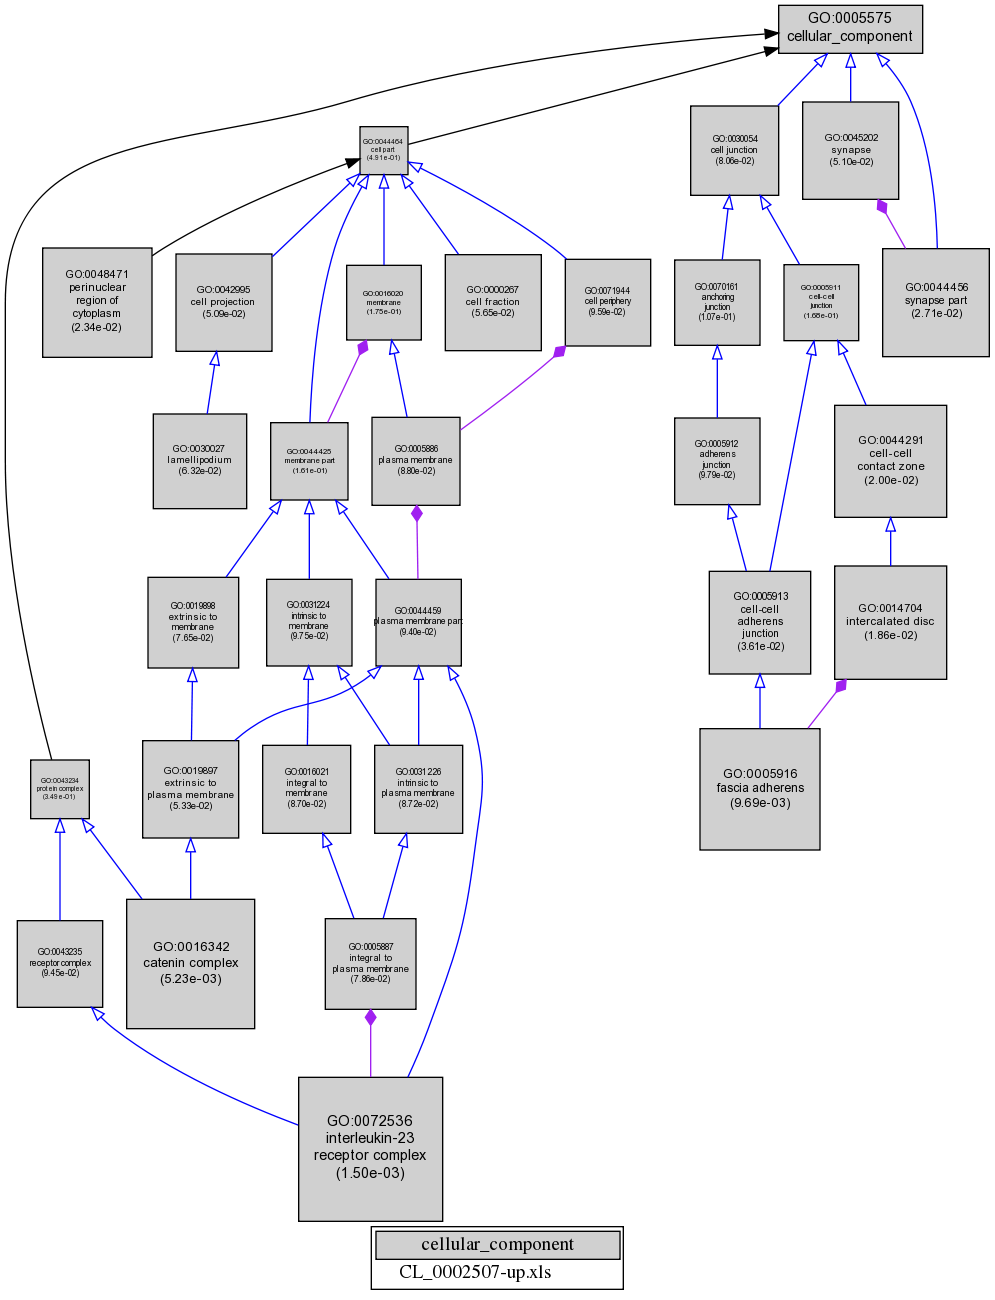 GO:0005575
cellular_component
GO:0044464
cell part
(4.91e-01)
GO:0030054
cell junction
(8.06e-02)
GO:0045202
synapse
(5.10e-02)
GO:0048471
perinuclear
region of
cytoplasm
(2.34e-02)
GO:0042995
cell projection
(5.09e-02)
GO:0016020
membrane
(1.75e-01)
GO:0000267
cell fraction
(5.65e-02)
GO:0071944
cell periphery
(9.59e-02)
GO:0070161
anchoring
junction
(1.07e-01)
GO:0005911
cell-cell
junction
(1.68e-01)
GO:0044456
synapse part
(2.71e-02)
GO:0030027
lamellipodium
(6.32e-02)
GO:0044425
membrane part
(1.61e-01)
GO:0005886
plasma membrane
(8.80e-02)
GO:0005912
adherens
junction
(9.79e-02)
GO:0044291
cell-cell
contact zone
(2.00e-02)
GO:0019898
extrinsic to
membrane
(7.65e-02)
GO:0031224
intrinsic to
membrane
(9.75e-02)
GO:0044459
plasma membrane part
(9.40e-02)
GO:0005913
cell-cell
adherens
junction
(3.61e-02)
GO:0014704
intercalated disc
(1.86e-02)
GO:0043234
protein complex
(3.49e-01)
GO:0019897
extrinsic to
plasma membrane
(5.33e-02)
GO:0016021
integral to
membrane
(8.70e-02)
GO:0031226
intrinsic to
plasma membrane
(8.72e-02)
GO:0005916
fascia adherens
(9.69e-03)
GO:0043235
receptor complex
(9.45e-02)
GO:0016342
catenin complex
(5.23e-03)
GO:0005887
integral to
plasma membrane
(7.86e-02)
GO:0072536
interleukin-23
receptor complex
(1.50e-03)
cellular_component
CL_0002507-up.xls